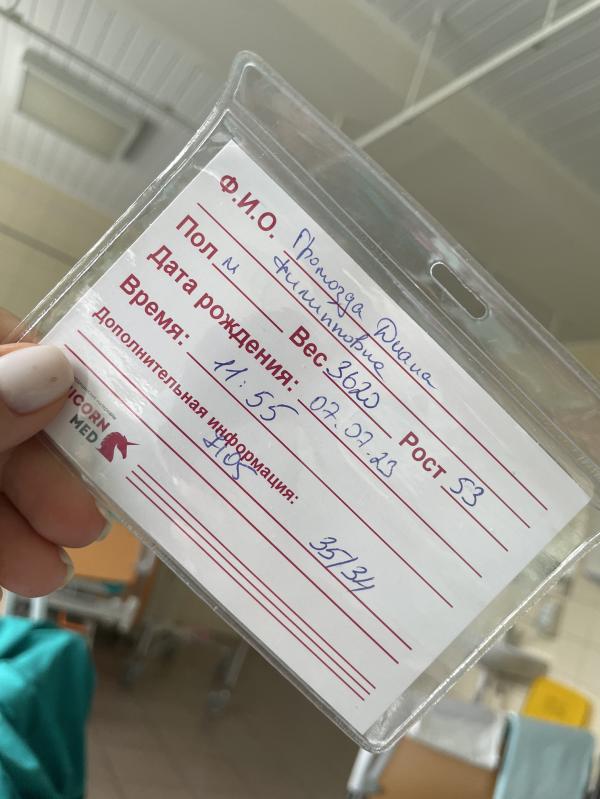 Ф.И.О. Громозда Диана
Филипповна
Пол м Вес 3620 Рост 53
Дата рождения: 07.07.23
Время: 11:55
Дополнительная информация:
35/34
ICORN
MED